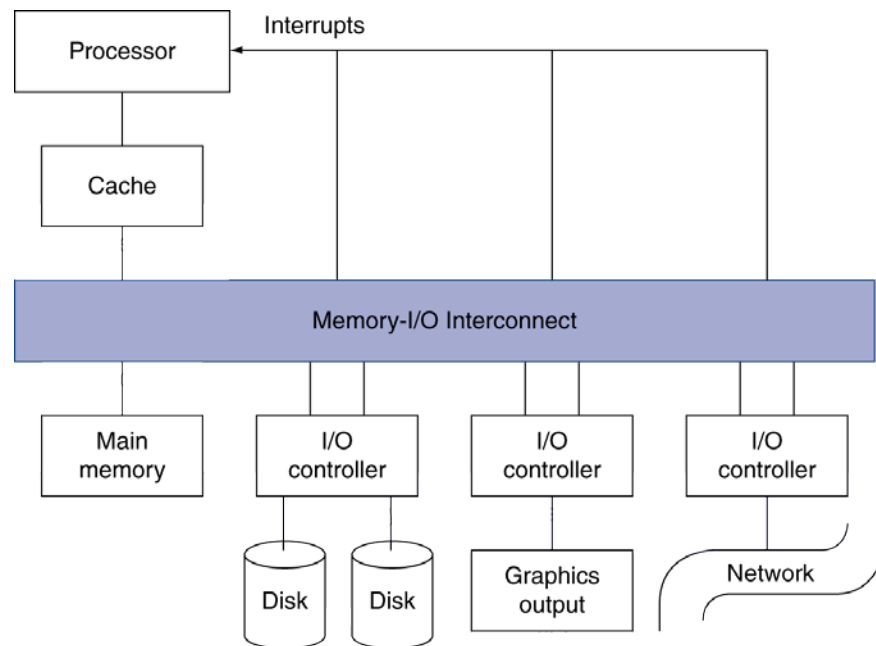 Interrupts
Processor
Cache
Memory-I/O Interconnect
Main
memory
I/O
controller
I/O
controller
I/O
controller
Disk
Disk
Graphics
output
Network